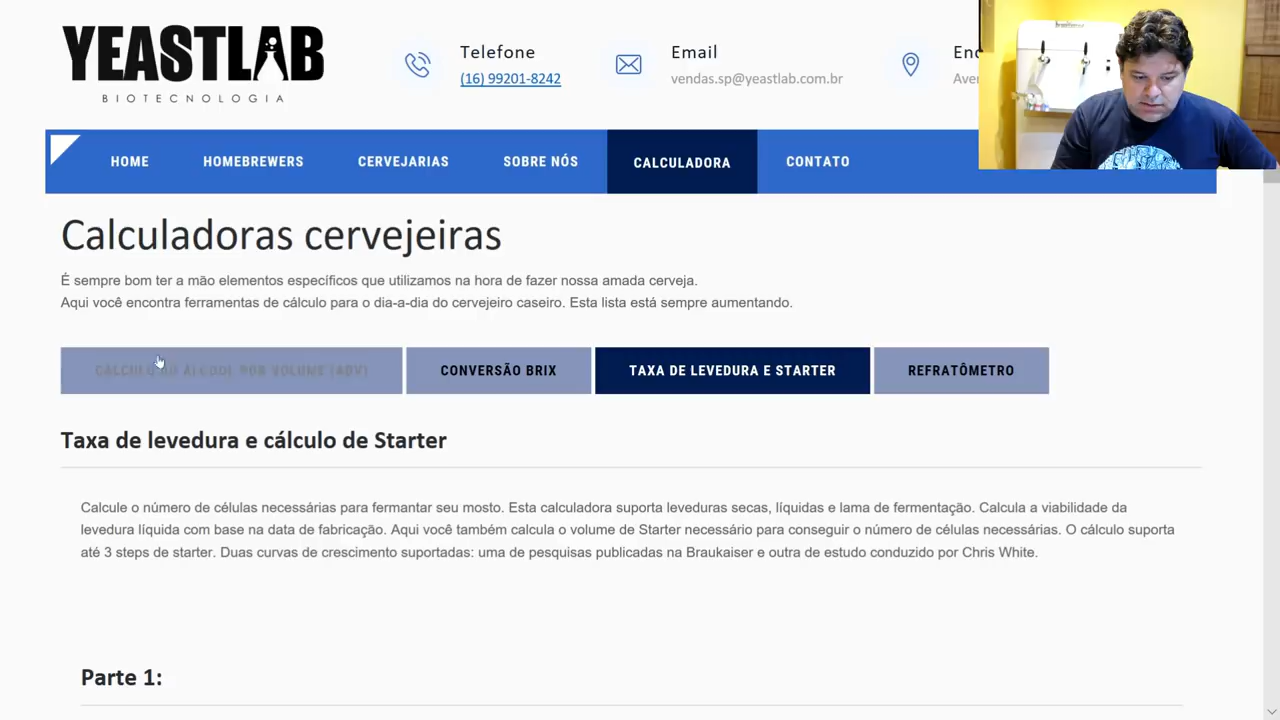 YEASTLAB
BIOTECNOLOGIA
Telefone
(16) 99201-8242
Email
vendas.sp@yeastlab.com.br
HOME
HOMEBREWERS
CERVEJARIAS
SOBRE NÓS
CALCULADORA
CONTATO
Calculadoras cervejeiras
É sempre bom ter a mão elementos específicos que utilizamos na hora de fazer nossa amada cerveja.
Aqui você encontra ferramentas de cálculo para o dia-a-dia do cervejeiro caseiro. Esta lista está sempre aumentando.
ÁLCOOL POR VOLUME (ABV)
CONVERSÃO BRIX
TAXA DE LEVEDURA E STARTER
REFRATÔMETRO
Taxa de levedura e cálculo de Starter
Calcule o número de células necessárias para fermantar seu mosto. Esta calculadora suporta leveduras secas, líquidas e lama de fermentação. Calcula a viabilidade da
levedura líquida com base na data de fabricação. Aqui você também calcula o volume de Starter necessário para conseguir o número de células necessárias. O cálculo suporta
até 3 steps de starter. Duas curvas de crescimento suportadas: uma de pesquisas publicadas na Braukaiser e outra de estudo conduzido por Chris White.
Parte 1: